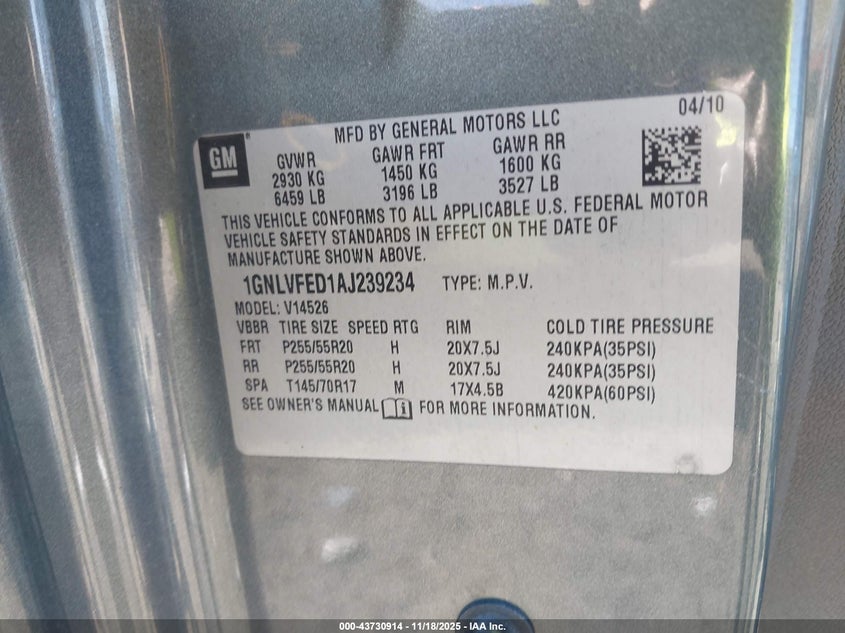 04/10
MFD BY GENERAL MOTORS LLC
GM
GVWR GAWR FRT GAWR RR
2930 KG 1450 KG 1600 KG
6459 LB 3196 LB 3527 LB
THIS VEHICLE CONFORMS TO ALL APPLICABLE U.S. FEDERAL MOTOR
VEHICLE SAFETY STANDARDS IN EFFECT ON THE DATE OF
MANUFACTURE SHOWN ABOVE.
1GNLVFED1AJ239234 TYPE: M.P.V.
MODEL: V14526
VBBR TIRE SIZE SPEED RTG RIM COLD TIRE PRESSURE
FRT P255/55R20 H 20X7.5J 240KPA(35PSI)
RR P255/55R20 H 20X7.5J 240KPA(35PSI)
SPA T145/70R17 M 17X4.5B 420KPA(60PSI)
SEE OWNER'S MANUAL FOR MORE INFORMATION.
000-43730914 - 11/18/2025 - IAA Inc.